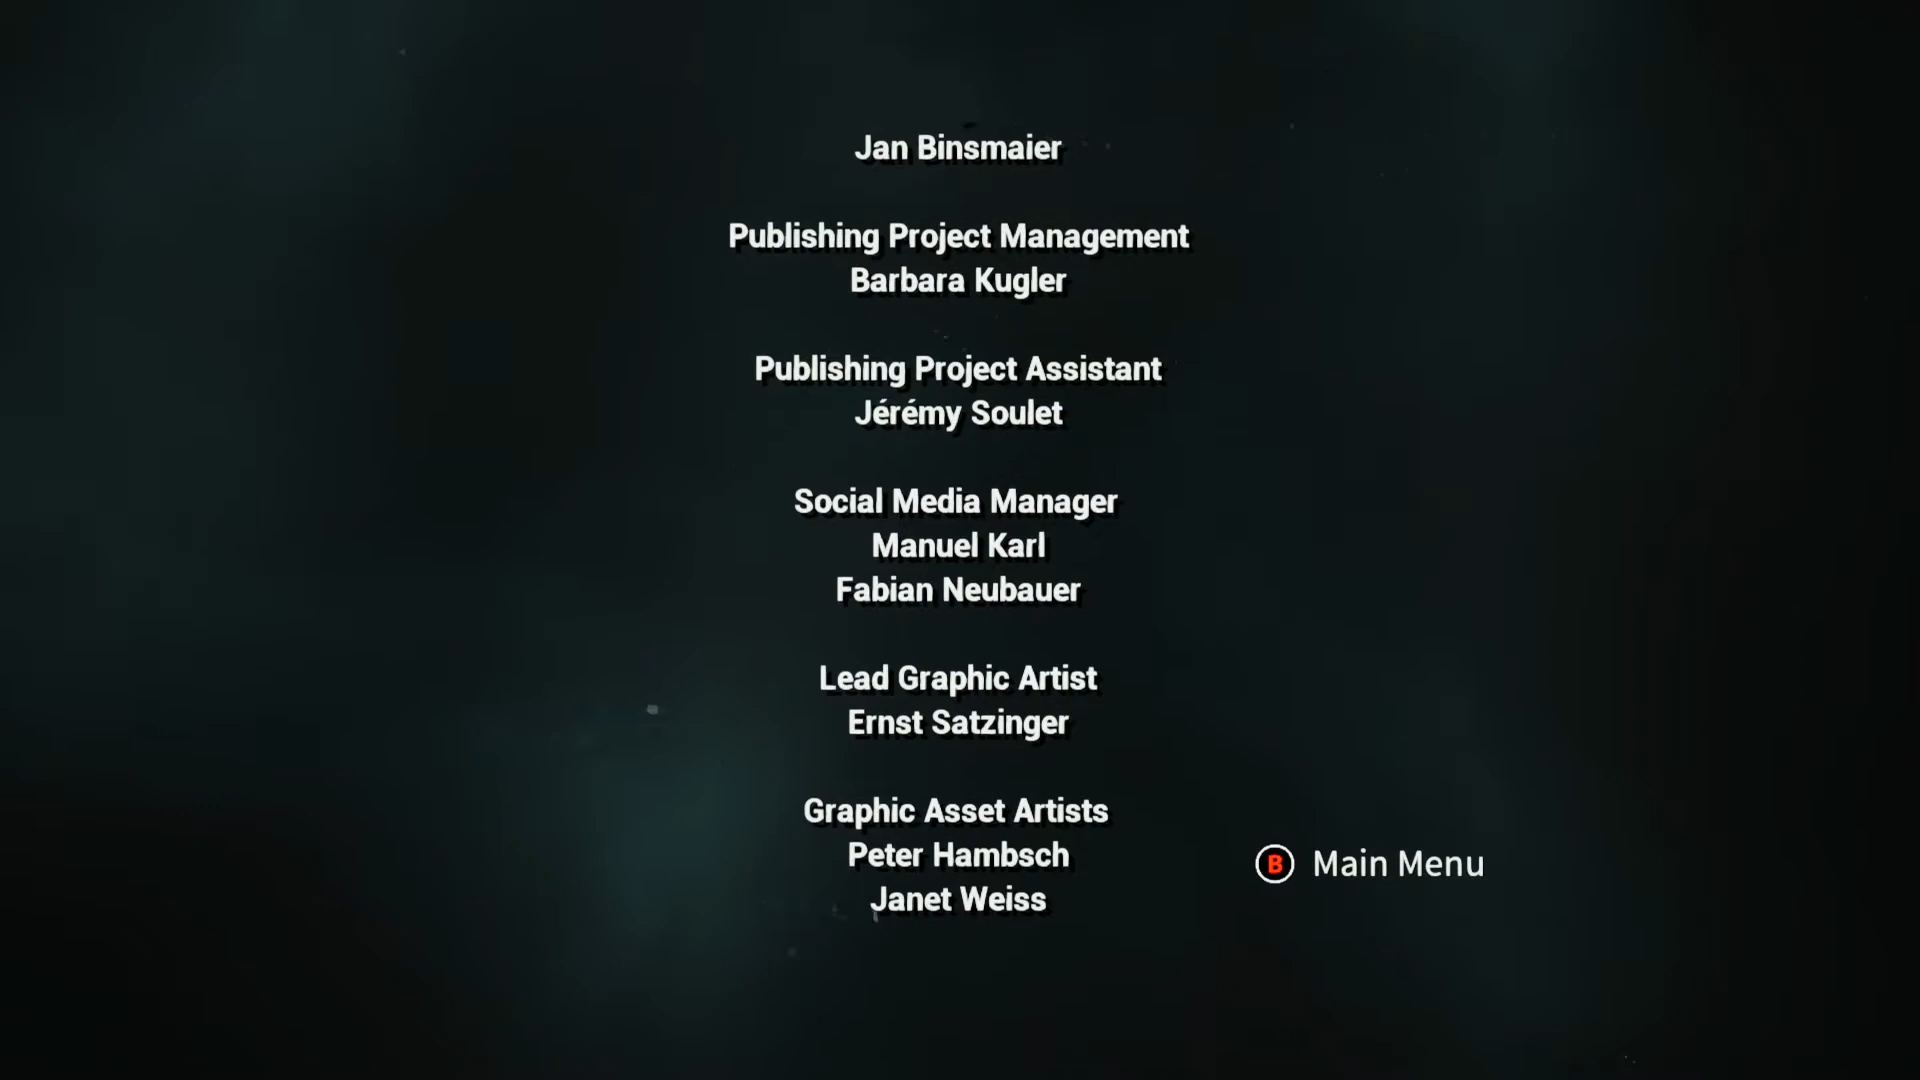 Jan Binsmaier
Publishing Project Management
Barbara Kugler
Publishing Project Assistant
Jérémy Soulet
Social Media Manager
Manuel Karl
Fabian Neubauer
Lead Graphic Artist
Ernst Satzinger
Graphic Asset Artists
Peter Hambsch
Janet Weiss
B Main Menu